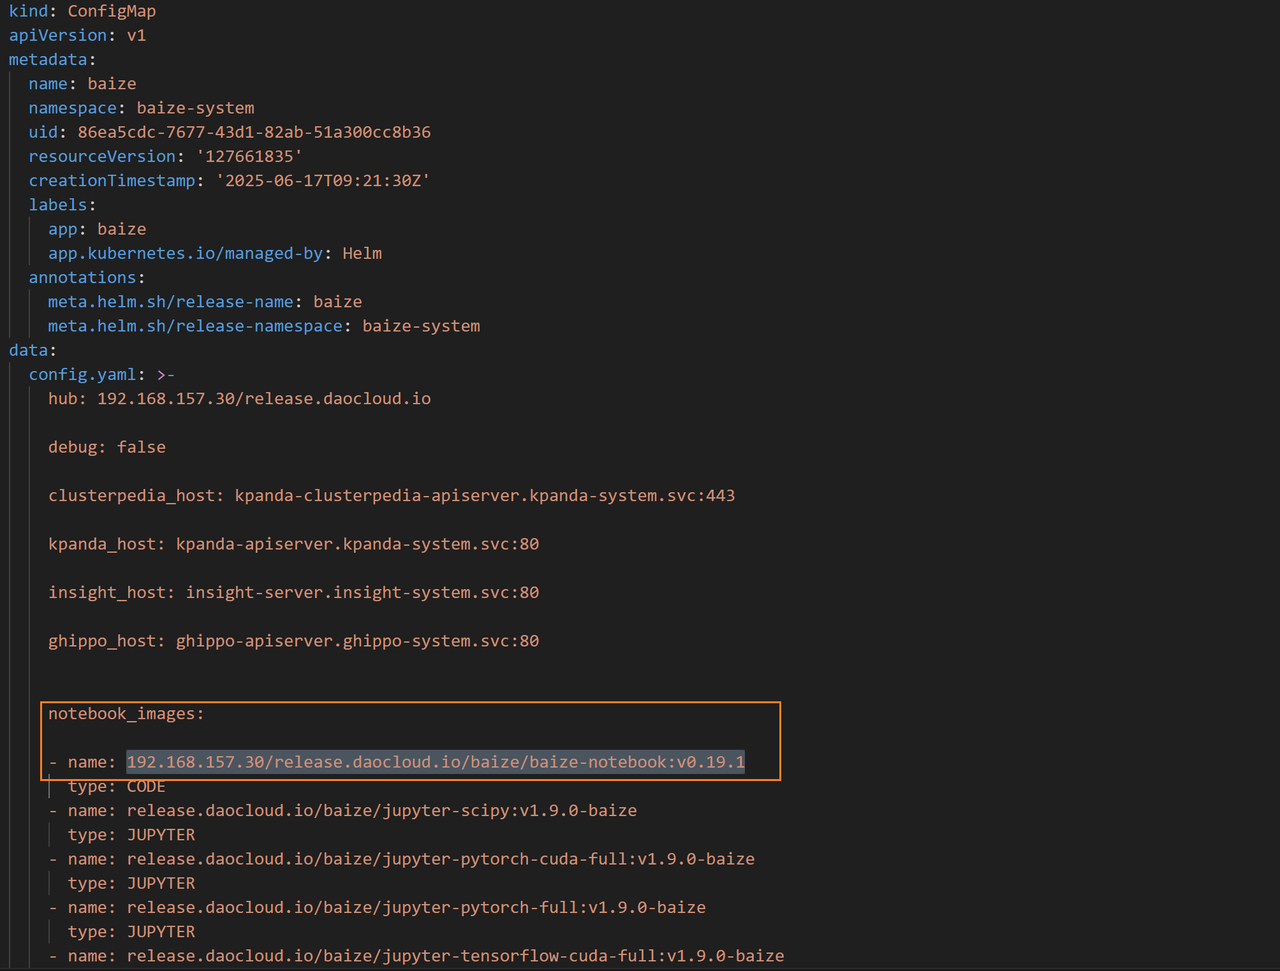 kind: ConfigMap
apiVersion: v1
metadata:
name: baize
namespace: baize-system
uid: 86ea5cdc-7677-43d1-82ab-51a300cc8b36
resourceVersion: '127661835'
creationTimestamp: '2025-06-17T09:21:30Z'
labels:
app: baize
app.kubernetes.io/managed-by: Helm
annotations:
meta.helm.sh/release-name: baize
meta.helm.sh/release-namespace: baize-system
data:
config.yaml: >-
hub: 192.168.157.30/release.daocloud.io
debug: false
clusterpedia_host: kpanda-clusterpedia-apiserver.kpanda-system.svc:443
kpanda_host: kpanda-apiserver.kpanda-system.svc:80
insight_host: insight-server.insight-system.svc:80
ghippo_host: ghippo-apiserver.ghippo-system.svc:80
notebook_images:
- name: 192.168.157.30/release.daocloud.io/baize/baize-notebook:v0.19.1
type: CODE
- name: release.daocloud.io/baize/jupyter-scipy:v1.9.0-baize
type: JUPYTER
- name: release.daocloud.io/baize/jupyter-pytorch-cuda-full:v1.9.0-baize
type: JUPYTER
- name: release.daocloud.io/baize/jupyter-pytorch-full:v1.9.0-baize
type: JUPYTER
- name: release.daocloud.io/baize/jupyter-tensorflow-cuda-full:v1.9.0-baize